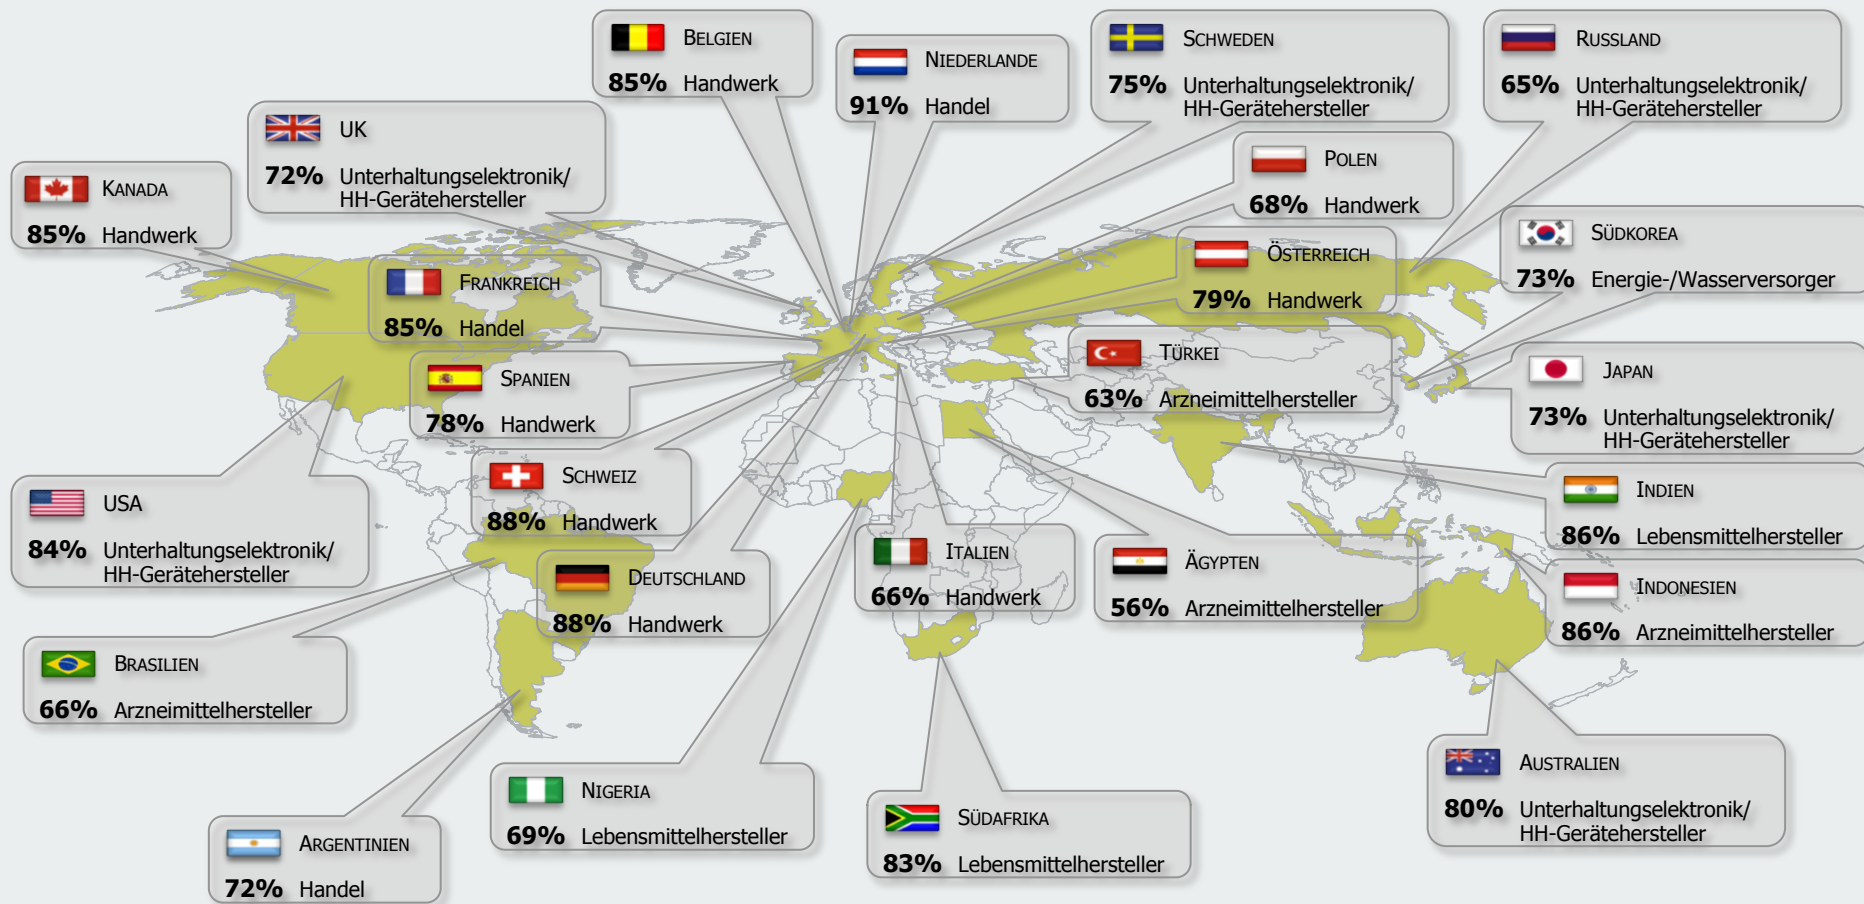 BELGIEN
85% Handwerk
NIEDERLANDE
91% Handel
SCHWEDEN
75% Unterhaltungselektronik/
HH-Gerätehersteller
RUSSLAND
65% Unterhaltungselektronik/
HH-Gerätehersteller
UK
72% Unterhaltungselektronik/
HH-Gerätehersteller
POLEN
68% Handwerk
KANADA
85% Handwerk
FRANKREICH
85% Handel
ÖSTERREICH
79% Handwerk
SÜDKOREA
73% Energie-/Wasserversorger
SPANIEN
78% Handwerk
TÜRKEI
63% Arzneimittelhersteller
JAPAN
73% Unterhaltungselektronik/
HH-Gerätehersteller
USA
84% Unterhaltungselektronik/
HH-Gerätehersteller
SCHWEIZ
88% Handwerk
INDIEN
86% Lebensmittelhersteller
DEUTSCHLAND
88% Handwerk
ITALIEN
66% Handwerk
ÄGYPTEN
56% Arzneimittelhersteller
INDONESIEN
86% Arzneimittelhersteller
BRASILIEN
66% Arzneimittelhersteller
NIGERIA
69% Lebensmittelhersteller
SÜDAFRIKA
83% Lebensmittelhersteller
AUSTRALIEN
80% Unterhaltungselektronik/
HH-Gerätehersteller
ARGENTINIEN
72% Handel